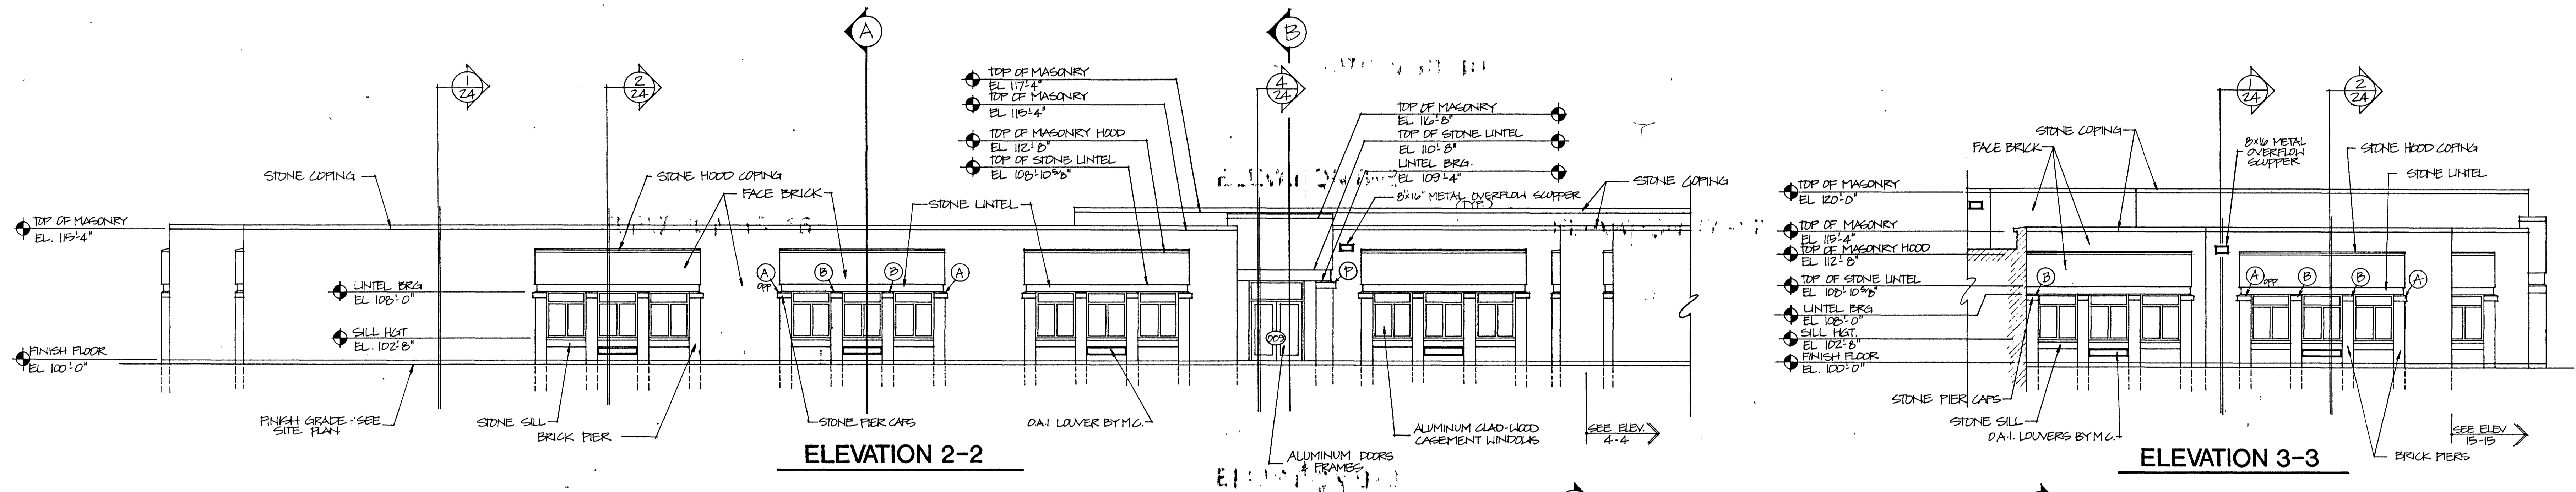 A
B
1
24
2
24
4
24
TOP OF MASONRY
EL 117'-4"
TOP OF MASONRY
EL 115'-4"
TOP OF MASONRY HOOD
EL 112'-8"
TOP OF STONE LINTEL
EL 108'-10 5/8"
TOP OF MASONRY
EL 116'-8"
TOP OF STONE LINTEL
EL 110'-8"
LINTEL BRG.
EL 109'-4"
8"x16" METAL OVERFLOW SCUPPER
(TYP.)
STONE COPING
STONE COPING
STONE HOOD COPING
FACE BRICK
STONE LINTEL
TOP OF MASONRY
EL. 115'-4"
LINTEL BRG
EL 108'-0"
SILL HGT
EL. 102'-8"
FINISH FLOOR
EL 100'-0"
A
OPP
B
B
A
P
003
FINISH GRADE - SEE
SITE PLAN
STONE SILL
BRICK PIER
STONE PIER CAPS
O.A.I LOUVER BY M.C.
ALUMINUM DOORS
& FRAMES
ALUMINUM CLAD-WOOD
CASEMENT WINDOWS
SEE ELEV.
4-4
ELEVATION 2-2
1
24
2
24
STONE COPING
FACE BRICK
8x16 METAL
OVERFLOW
SCUPPER
STONE HOOD COPING
STONE LINTEL
TOP OF MASONRY
EL 120'-0"
TOP OF MASONRY
EL 115'-4"
TOP OF MASONRY HOOD
EL 112'-8"
TOP OF STONE LINTEL
EL 108'-10 5/8"
LINTEL BRG
EL 108'-0"
SILL HGT.
EL 102'-8"
FINISH FLOOR
EL. 100'-0"
B
A
OPP
B
B
A
STONE PIER CAPS
STONE SILL
O.A.I. LOUVERS BY M.C.
BRICK PIERS
SEE ELEV
15-15
ELEVATION 3-3